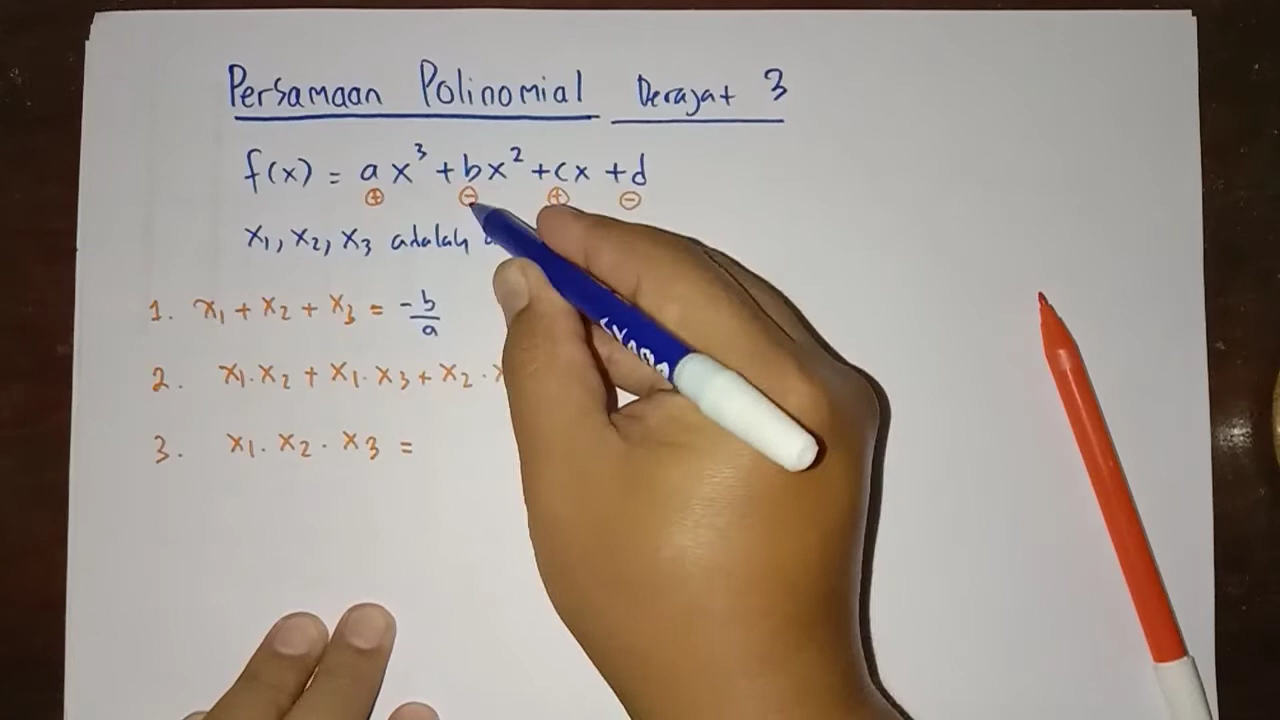 Persamaan Polinomial Derajat 3
f(x) = ax³ + bx² + cx + d
⊕ ⊖ ⊕ ⊖
x₁, x₂, x₃ adalah
1. x₁ + x₂ + x₃ = -b/a
2. x₁·x₂ + x₁·x₃ + x₂·
3. x₁·x₂·x₃ =